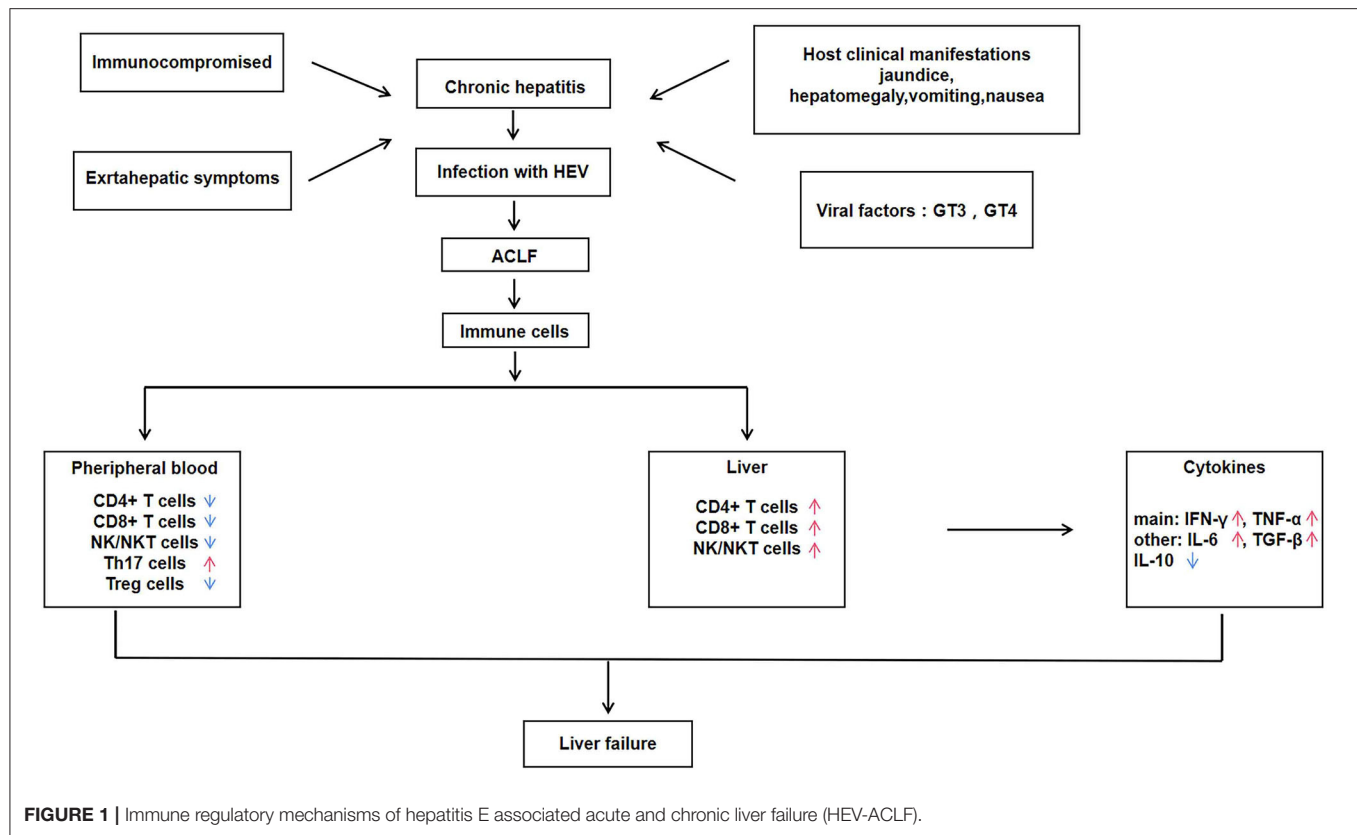 Immunocompromised
Host clinical manifestations
jaundice,
hepatomegaly,vomiting,nausea
Chronic hepatitis
Exrtahepatic symptoms
Infection with HEV
Viral factors：GT3，GT4
ACLF
Immune cells
Pheripheral blood
CD4+ T cells ↓
CD8+ T cells ↓
NK/NKT cells ↓
Th17 cells ↑
Treg cells ↓
Liver
CD4+ T cells ↑
CD8+ T cells ↑
NK/NKT cells ↑
Cytokines
main: IFN-γ ↑, TNF-α ↑
other: IL-6 ↑, TGF-β ↑
IL-10 ↓
Liver failure
FIGURE 1 | Immune regulatory mechanisms of hepatitis E associated acute and chronic liver failure (HEV-ACLF).